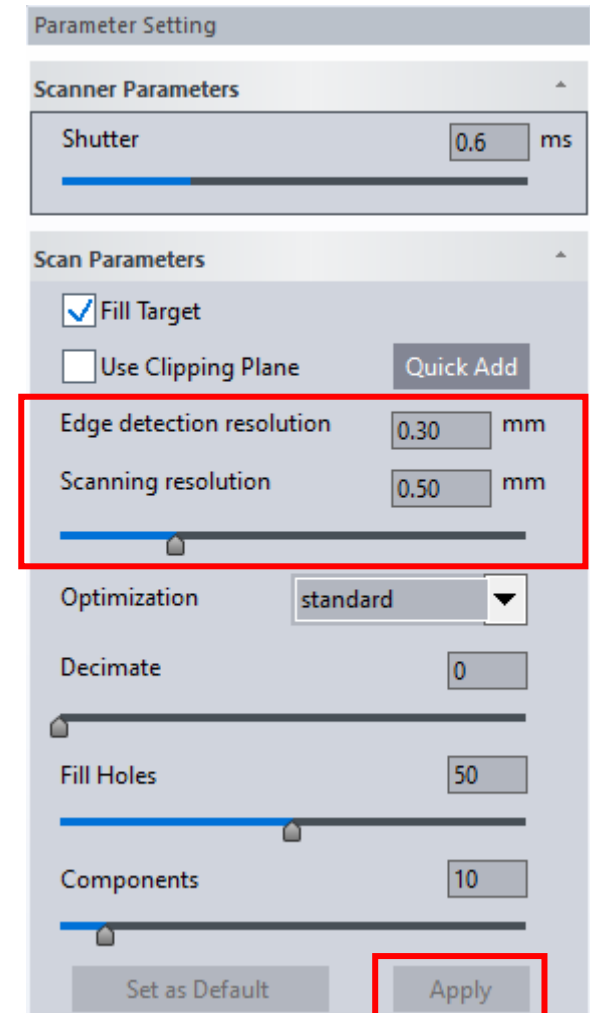 Parameter Setting
Scanner Parameters
Shutter 0.6 ms
Scan Parameters
Fill Target
Use Clipping Plane Quick Add
Edge detection resolution 0.30 mm
Scanning resolution 0.50 mm
Optimization standard
Decimate 0
Fill Holes 50
Components 10
Set as Default Apply